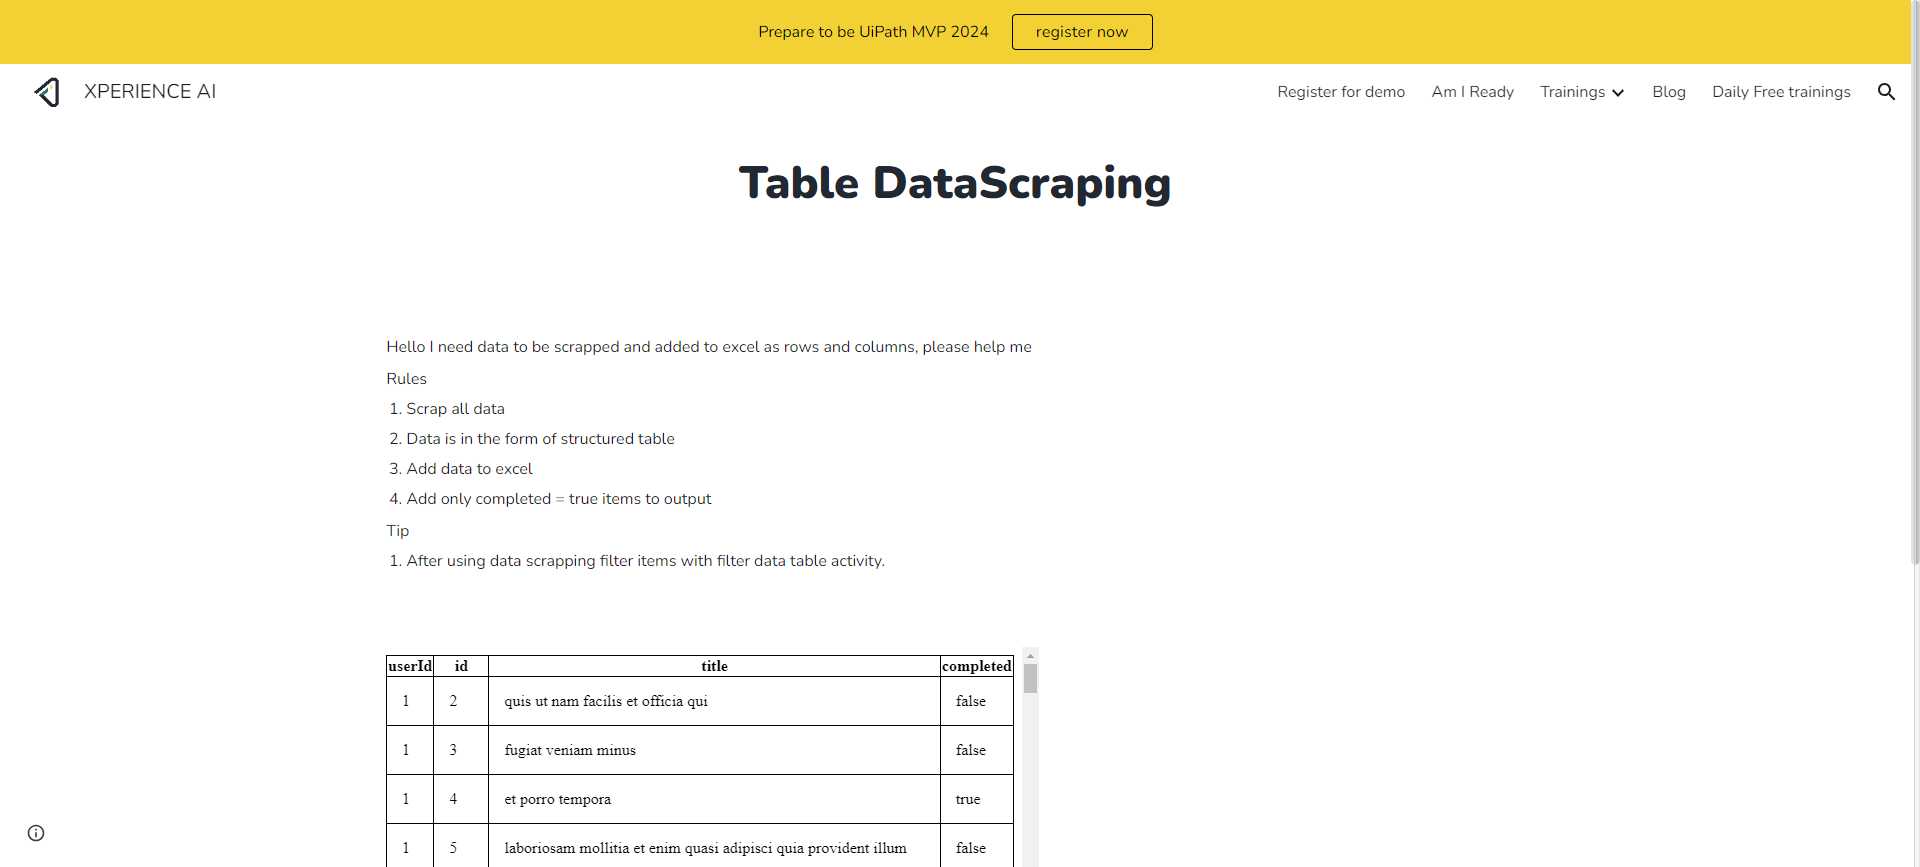 Prepare to be UiPath MVP 2024 register now
XPERIENCE AI Register for demo Am I Ready Trainings Blog Daily Free trainings
Table DataScraping
Hello I need data to be scrapped and added to excel as rows and columns, please help me
Rules
1. Scrap all data
2. Data is in the form of structured table
3. Add data to excel
4. Add only completed = true items to output
Tip
1. After using data scrapping filter items with filter data table activity.
userId id title completed
1 2 quis ut nam facilis et officia qui false
1 3 fugiat veniam minus false
1 4 et porro tempora true
1 5 laboriosam mollitia et enim quasi adipisci quia provident illum false